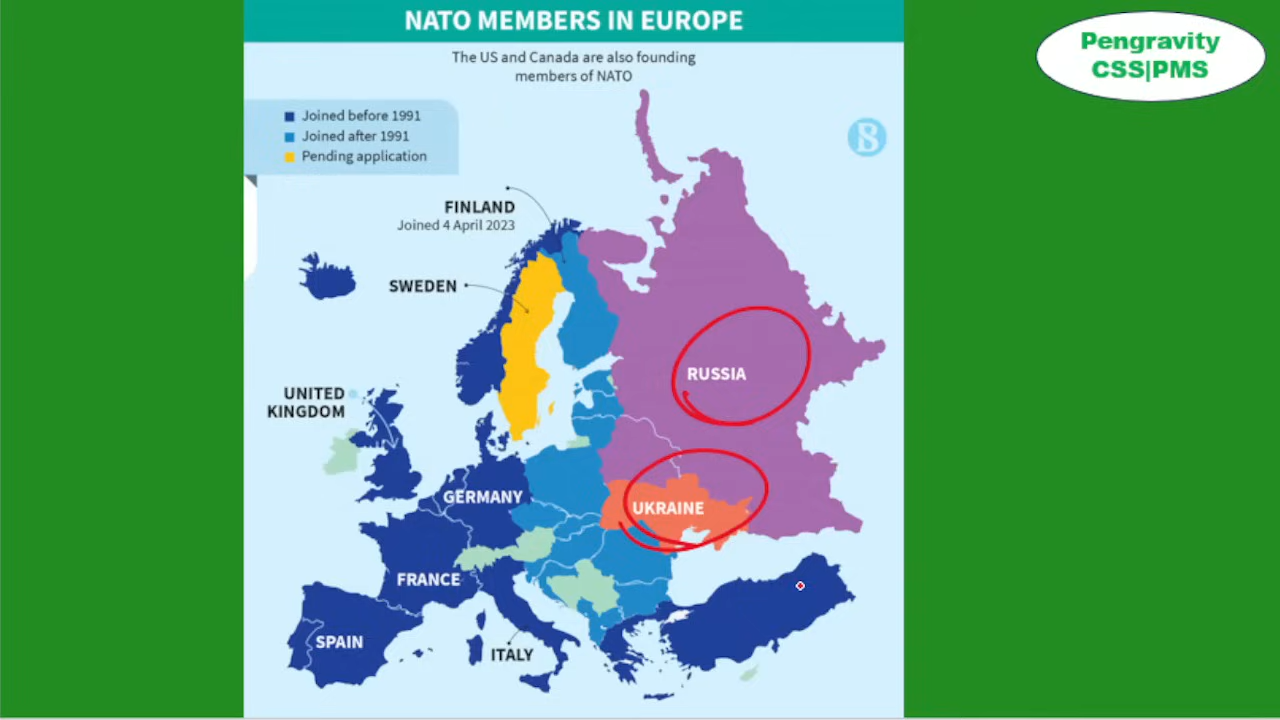 NATO MEMBERS IN EUROPE
The US and Canada are also founding
members of NATO
Joined before 1991
Joined after 1991
Pending application
Pengravity
CSS|PMS
B
FINLAND
Joined 4 April 2023
SWEDEN
RUSSIA
UNITED
KINGDOM
GERMANY
UKRAINE
FRANCE
SPAIN
ITALY